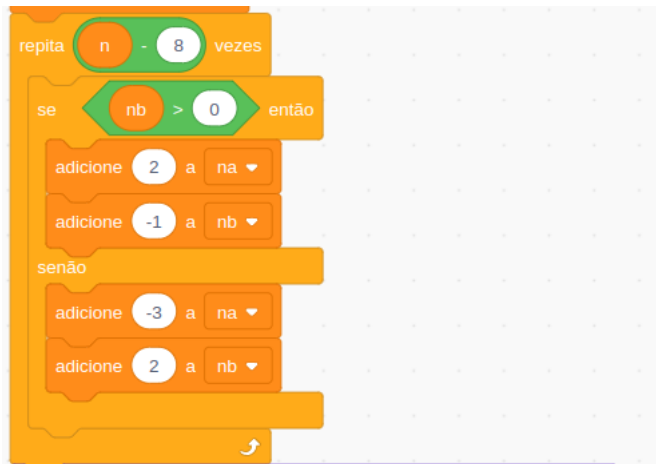 repita n - 8 vezes
se nb > 0 então
adicione 2 a na
adicione -1 a nb
senão
adicione -3 a na
adicione 2 a nb